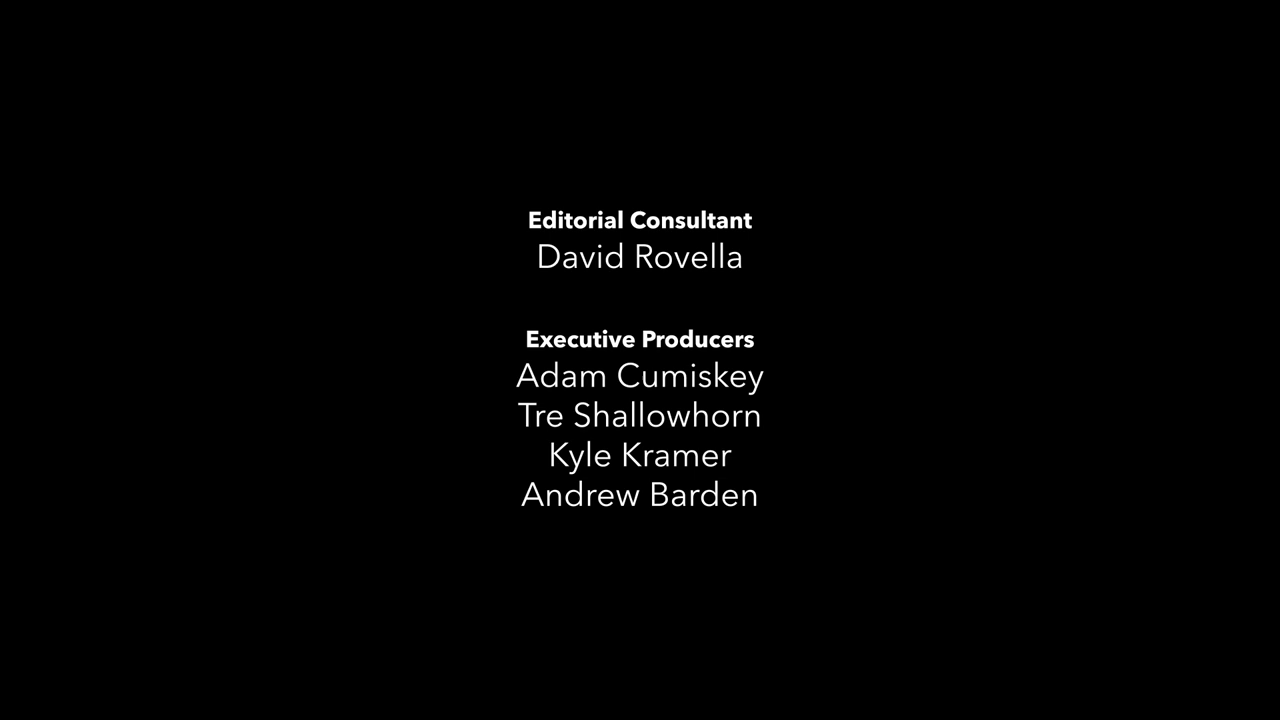 Editorial Consultant
David Rovella
Executive Producers
Adam Cumiskey
Tre Shallowhorn
Kyle Kramer
Andrew Barden